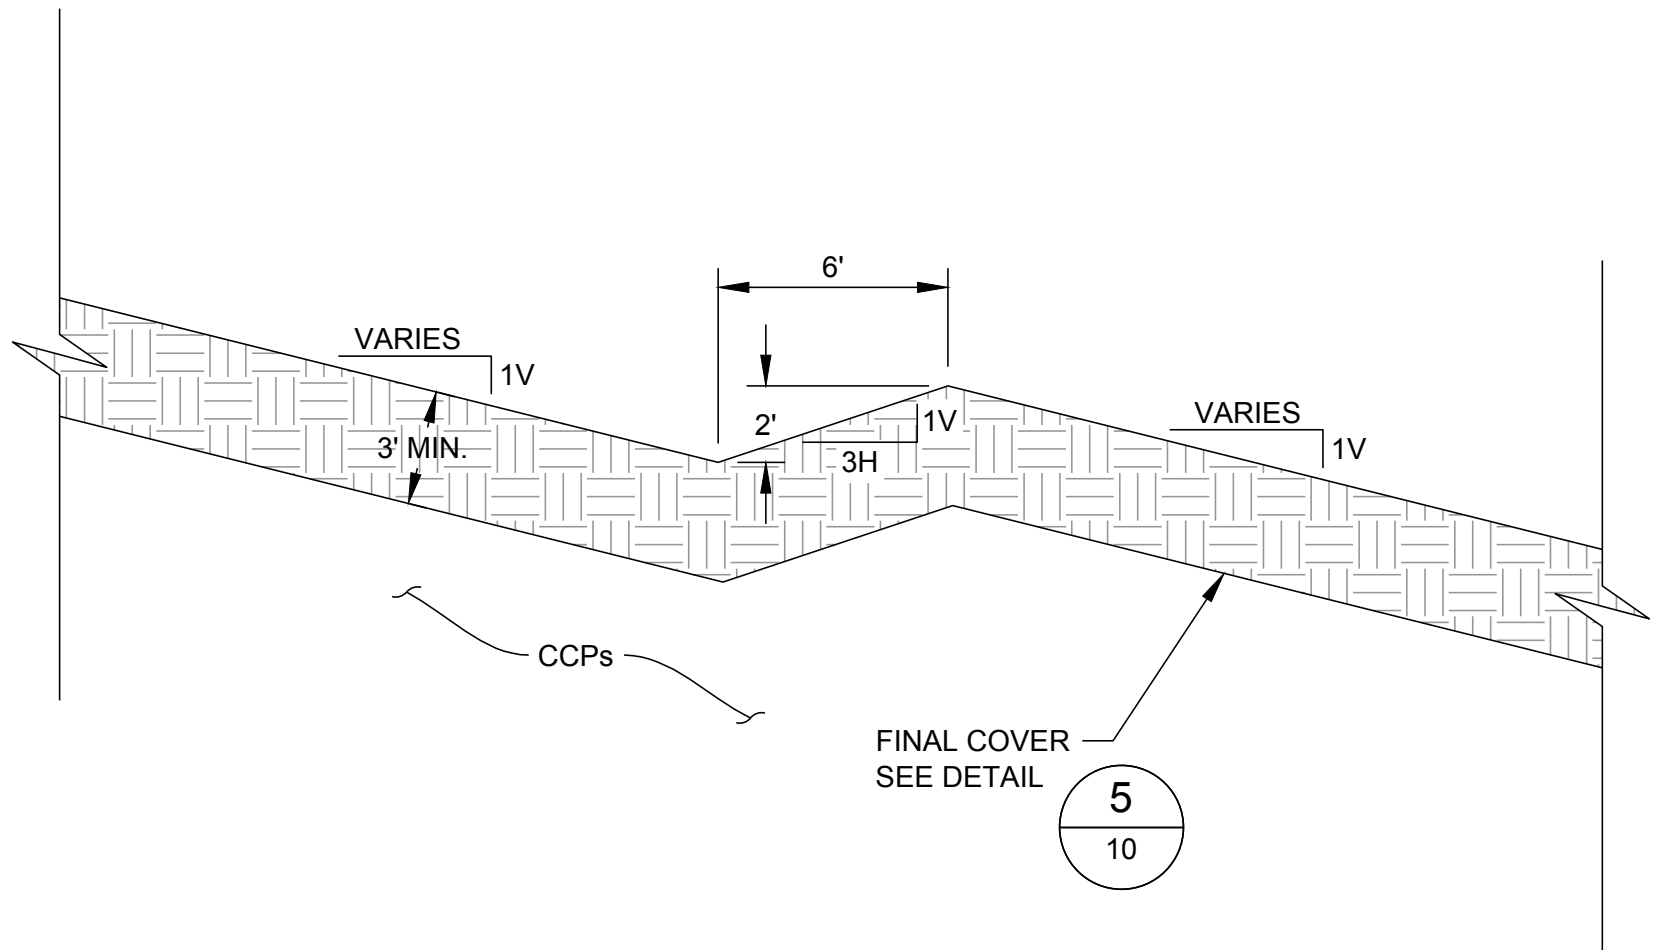 6'
VARIES
1V
2'
1V
3H
3' MIN.
VARIES
1V
CCPs
FINAL COVER
SEE DETAIL
5
10